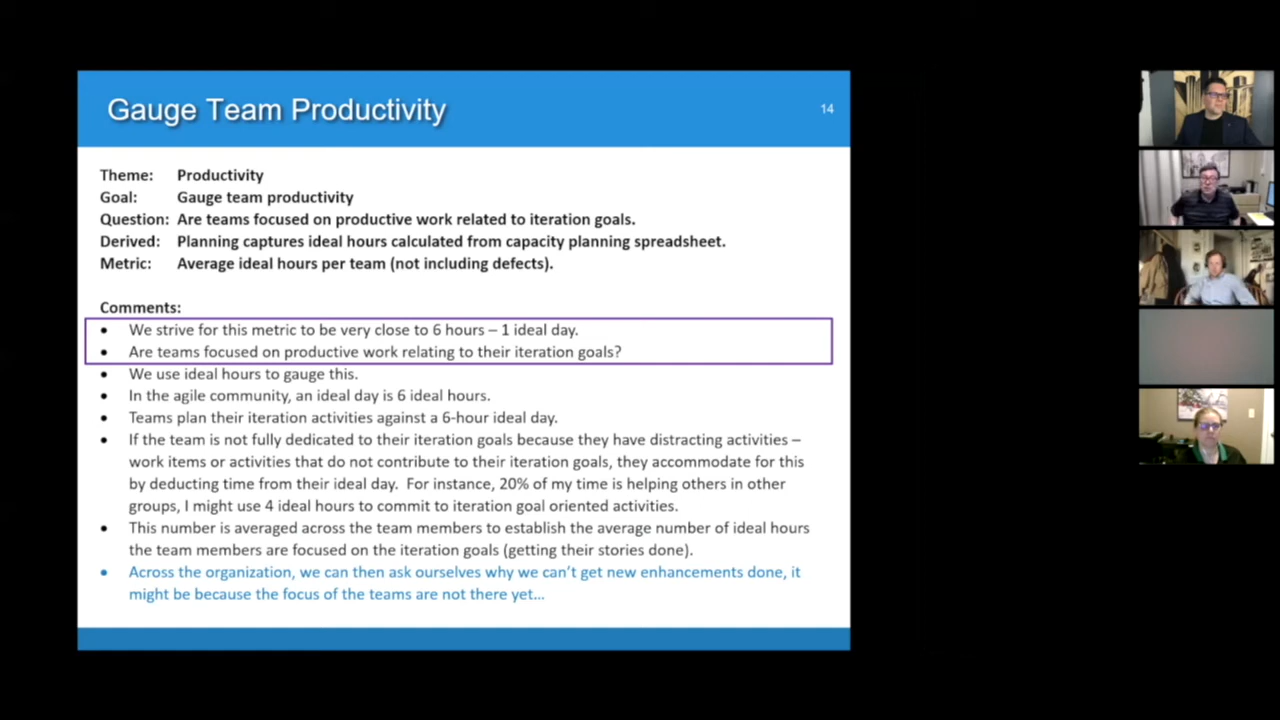 Gauge Team Productivity
14
Theme: Productivity
Goal: Gauge team productivity
Question: Are teams focused on productive work related to iteration goals.
Derived: Planning captures ideal hours calculated from capacity planning spreadsheet.
Metric: Average ideal hours per team (not including defects).
Comments:
• We strive for this metric to be very close to 6 hours – 1 ideal day.
• Are teams focused on productive work relating to their iteration goals?
• We use ideal hours to gauge this.
• In the agile community, an ideal day is 6 ideal hours.
• Teams plan their iteration activities against a 6-hour ideal day.
• If the team is not fully dedicated to their iteration goals because they have distracting activities –
work items or activities that do not contribute to their iteration goals, they accommodate for this
by deducting time from their ideal day. For instance, 20% of my time is helping others in other
groups, I might use 4 ideal hours to commit to iteration goal oriented activities.
• This number is averaged across the team members to establish the average number of ideal hours
the team members are focused on the iteration goals (getting their stories done).
• Across the organization, we can then ask ourselves why we can't get new enhancements done, it
might be because the focus of the teams are not there yet…